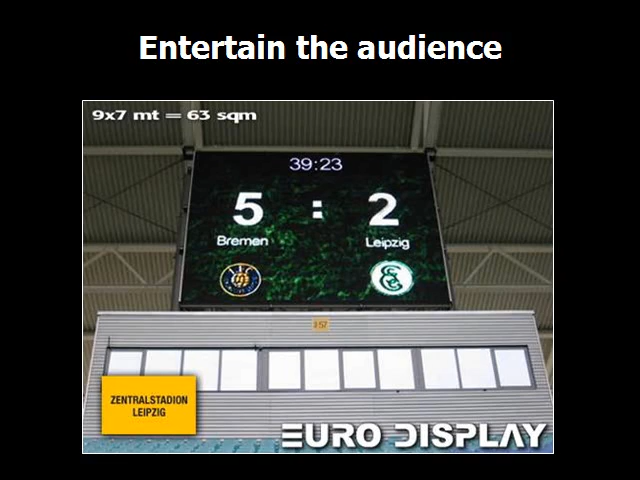 Entertain the audience
9x7 mt = 63 sqm
39:23
5 : 2
Bremen Leipzig
ZENTRALSTADION
LEIPZIG
EURO DISPLAY